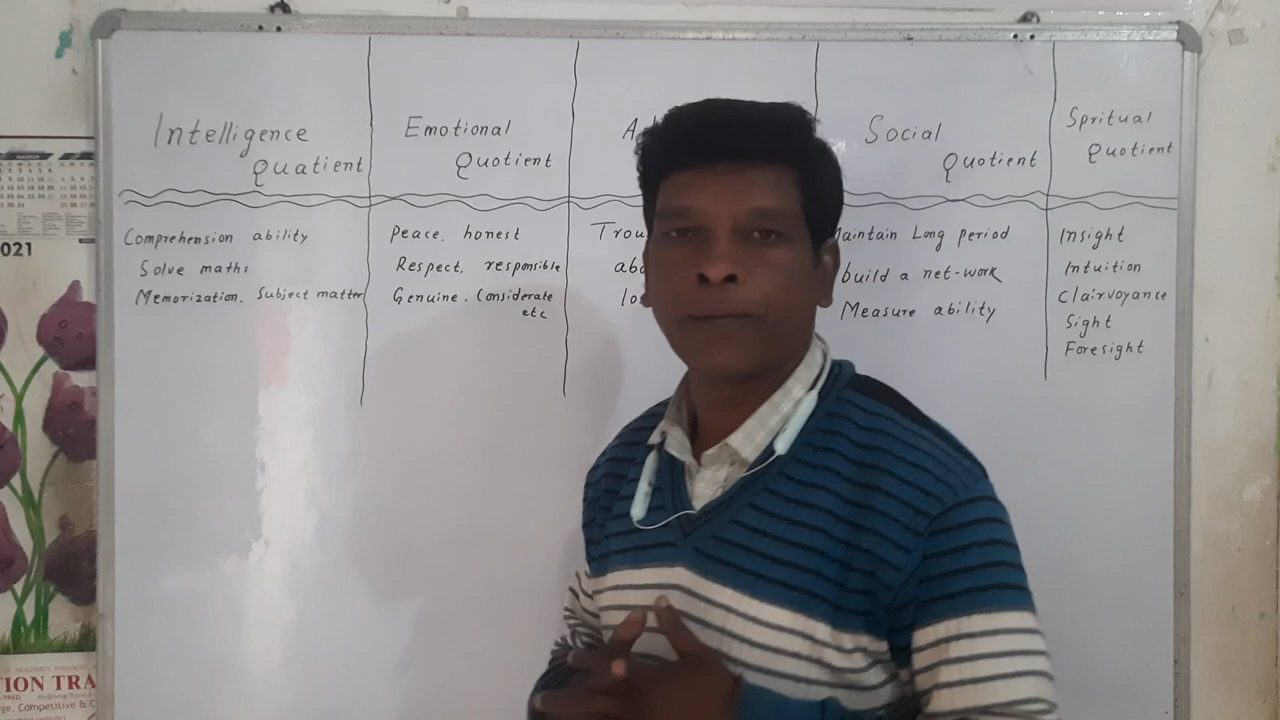 Intelligence
Quatient
Emotional
Quotient
Social
Quotient
Spritual
Quotient
Comprehension ability
Solve maths
Memorization. Subject matter
Peace. honest
Respect. responsible
Genuine. Considerate
etc
Maintain Long period
build a net-work
Measure ability
Insight
Intuition
Clairvoyance
Sight
Foresight
2021
TION TRA